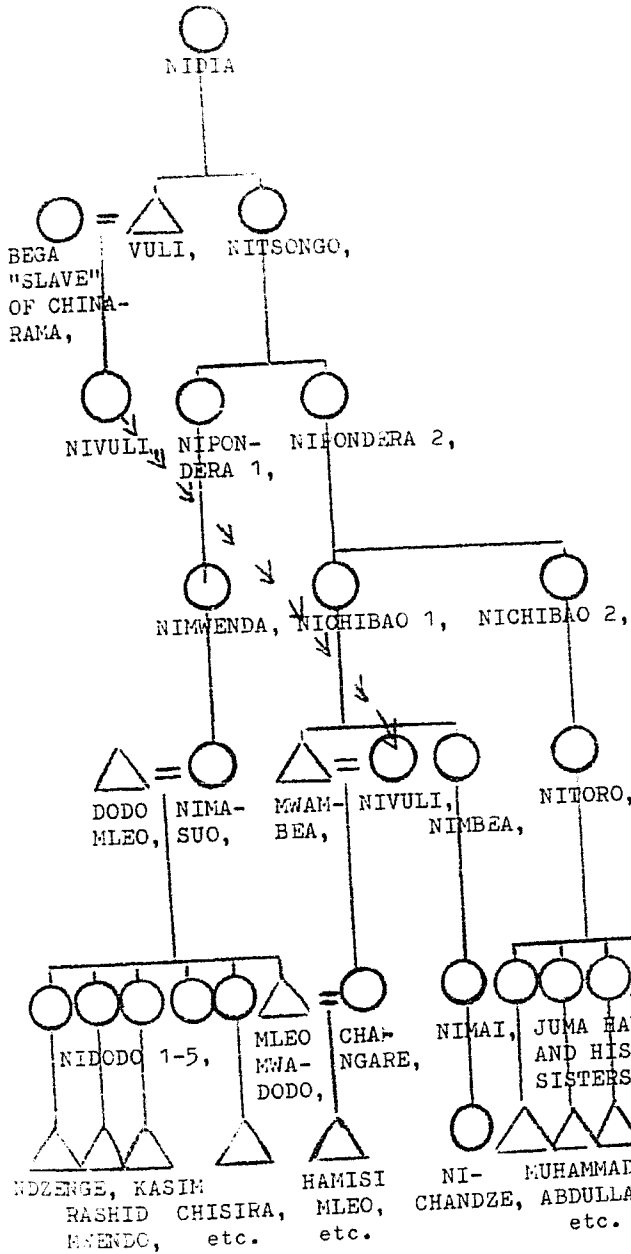 NIDIA
BEGA
"SLAVE"
OF CHINA-
RAMA,
VULI,
NITSONGO,
NIVULI,
NIPON-
DERA 1,
NIPONDERA 2,
NIMWENDA,
NICHIBAO 1,
NICHIBAO 2,
DODO
MLEO,
NIMA-
SUO,
MWAM-
BEA,
NIVULI,
NIMBEA,
NITORO,
NIDODO 1-5,
MLEO
MWA-
DODO,
CHA-
NGARE,
NIMAI,
JUMA HA
AND HIS
SISTERS
NDZENGE, KASIM
RASHID CHISIRA,
etc.
HAMISI
MLEO,
etc.
NI-
CHANDZE,
MUHAMMAD
ABDULLA
etc.